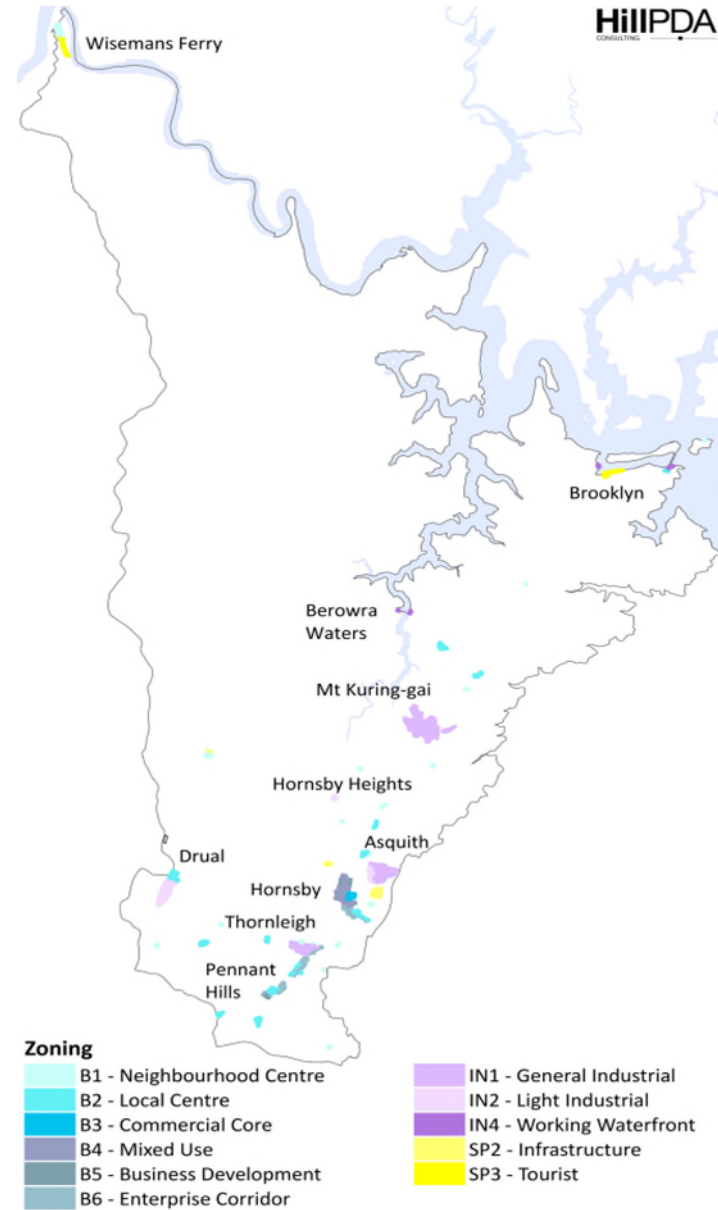 HillPDA
CONSULTING
Wisemans Ferry
Brooklyn
Berowra
Waters
Mt Kuring-gai
Hornsby Heights
Asquith
Drual
Hornsby
Thornleigh
Pennant
Hills
Zoning
B1 - Neighbourhood Centre
B2 - Local Centre
B3 - Commercial Core
B4 - Mixed Use
B5 - Business Development
B6 - Enterprise Corridor
IN1 - General Industrial
IN2 - Light Industrial
IN4 - Working Waterfront
SP2 - Infrastructure
SP3 - Tourist